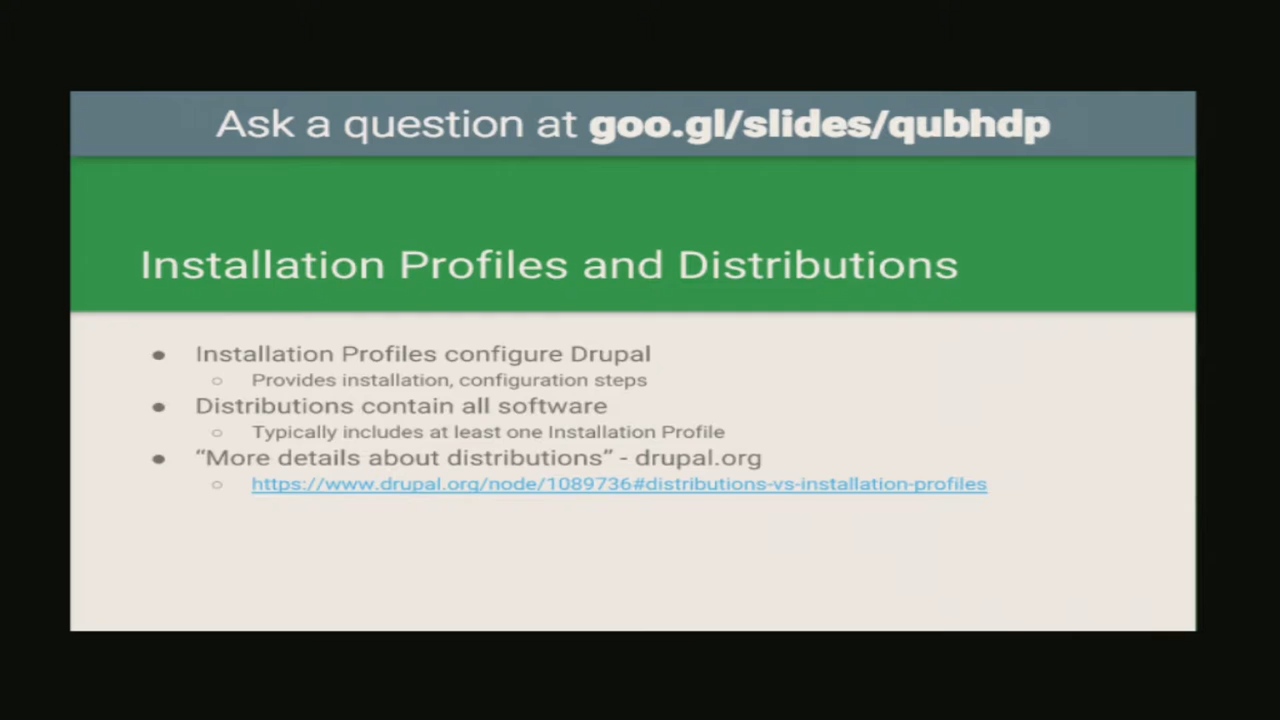 Ask a question at goo.gl/slides/qubhdp
Installation Profiles and Distributions
● Installation Profiles configure Drupal
○ Provides installation, configuration steps
● Distributions contain all software
○ Typically includes at least one Installation Profile
● “More details about distributions” - drupal.org
○ https://www.drupal.org/node/1089736#distributions-vs-installation-profiles